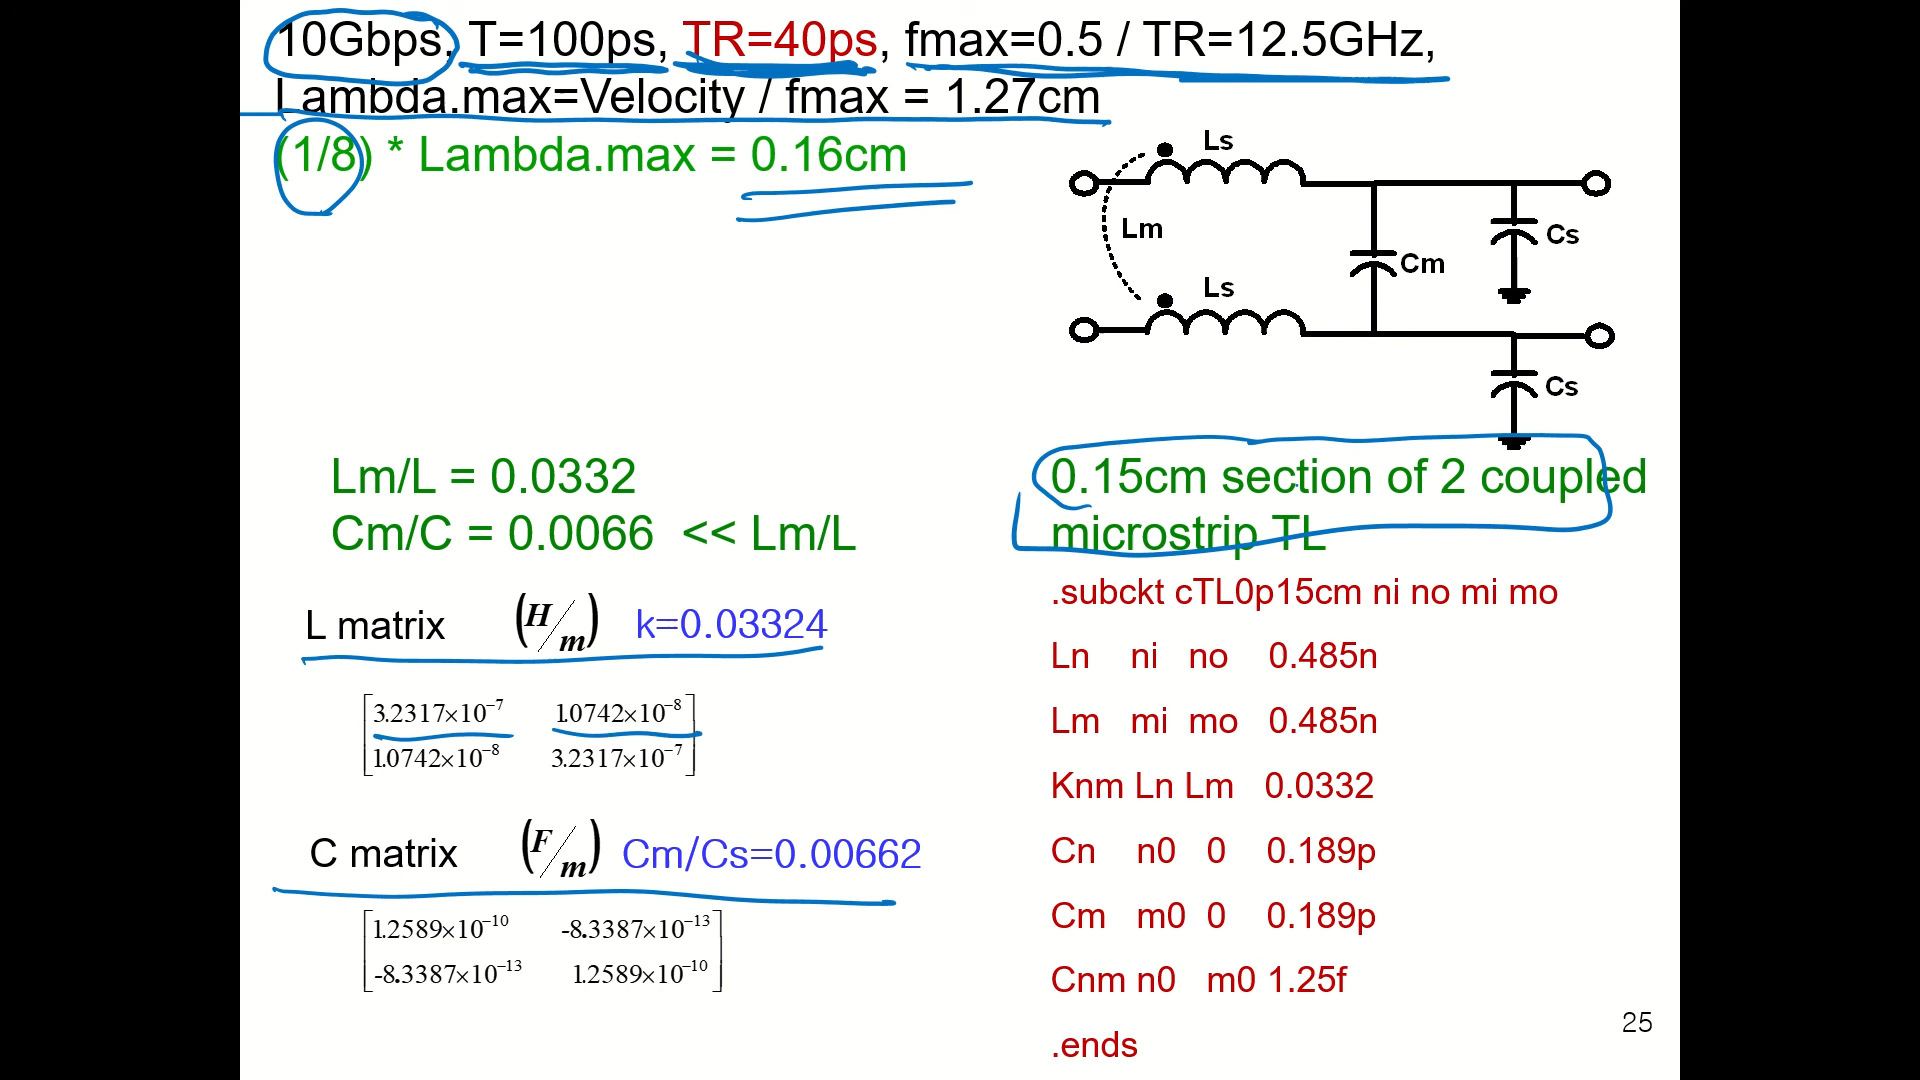 10Gbps, T=100ps, TR=40ps, fmax=0.5 / TR=12.5GHz,
Lambda.max=Velocity / fmax = 1.27cm
(1/8) * Lambda.max = 0.16cm
Ls
Lm
Cs
Cm
Ls
Cs
Lm/L = 0.0332
Cm/C = 0.0066 << Lm/L
L matrix (H/m) k=0.03324
3.2317×10⁻⁷ 1.0742×10⁻⁸
1.0742×10⁻⁸ 3.2317×10⁻⁷
C matrix (F/m) Cm/Cs=0.00662
1.2589×10⁻¹⁰ -8.3387×10⁻¹³
-8.3387×10⁻¹³ 1.2589×10⁻¹⁰
0.15cm section of 2 coupled
microstrip TL
.subckt cTL0p15cm ni no mi mo
Ln ni no 0.485n
Lm mi mo 0.485n
Knm Ln Lm 0.0332
Cn n0 0 0.189p
Cm m0 0 0.189p
Cnm n0 m0 1.25f
.ends
25